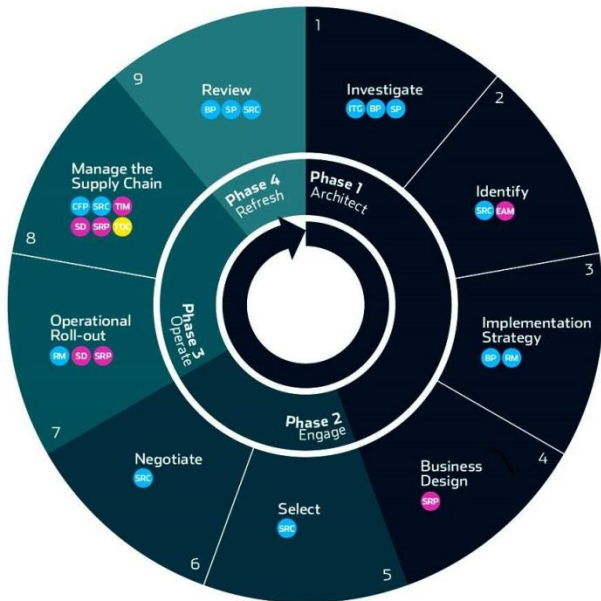 1
Investigate
ITG BP SP
2
Identify
SRC EAM
3
Implementation
Strategy
BP RM
4
Business
Design
SRP
5
Select
SRC
6
Negotiate
SRC
7
Operational
Roll-out
RM SD SRP
8
Manage the
Supply Chain
CFP SRC TIM
SD SRP TOC
9
Review
BP SP SRC
Phase 1
Architect
Phase 2
Engage
Phase 3
Operate
Phase 4
Refresh